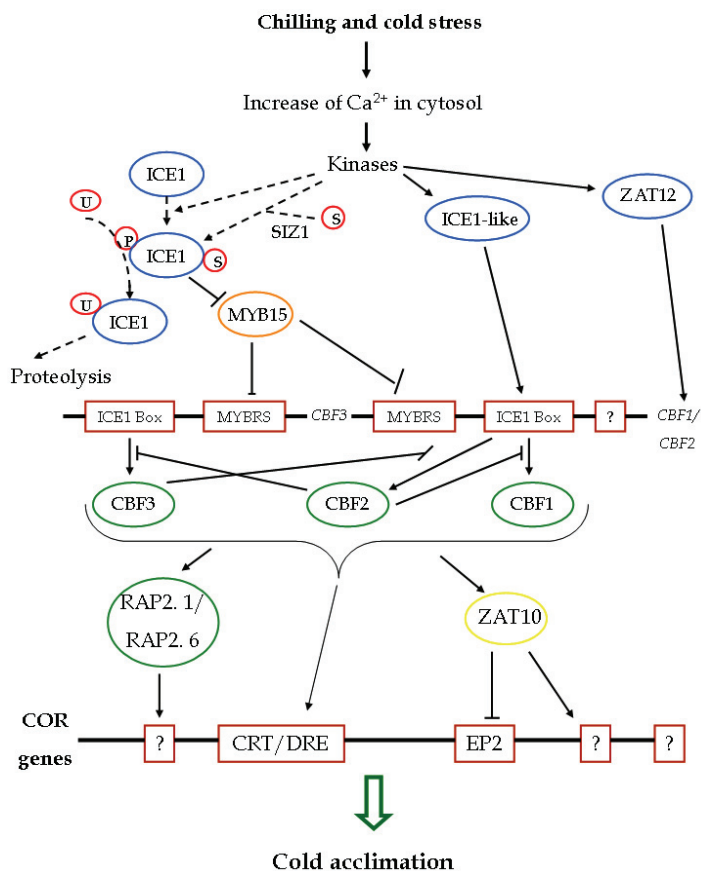 Chilling and cold stress
Increase of Ca²⁺ in cytosol
Kinases
ICE1
ZAT12
U
ICE1-like
S
SIZ1
P
ICE1
S
U
ICE1
MYB15
Proteolysis
ICE1 Box
MYBRS
CBF3
MYBRS
ICE1 Box
?
CBF1/
CBF2
CBF3
CBF2
CBF1
RAP2. 1/
RAP2. 6
ZAT10
COR
genes
?
CRT/DRE
EP2
?
?
Cold acclimation